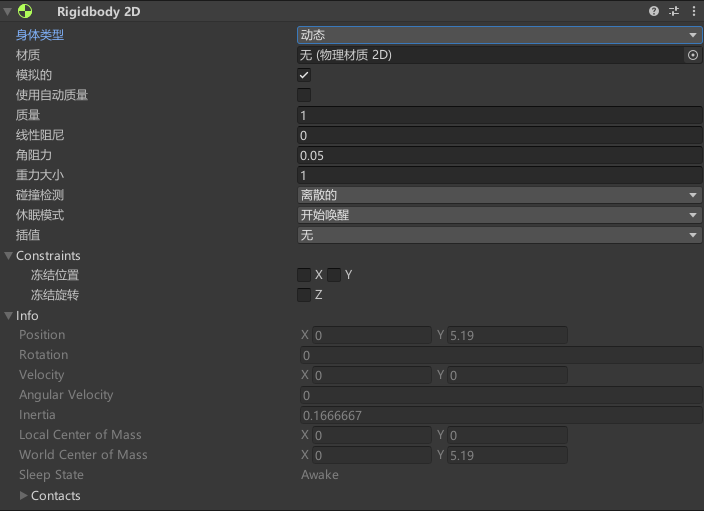 Rigidbody 2D
身体类型 动态
材质 无 (物理材质 2D)
模拟的
使用自动质量
质量 1
线性阻尼 0
角阻力 0.05
重力大小 1
碰撞检测 离散的
休眠模式 开始唤醒
插值 无
Constraints
冻结位置 X Y
冻结旋转 Z
Info
Position X 0 Y 5.19
Rotation 0
Velocity X 0 Y 0
Angular Velocity 0
Inertia 0.1666667
Local Center of Mass X 0 Y 0
World Center of Mass X 0 Y 5.19
Sleep State Awake
Contacts